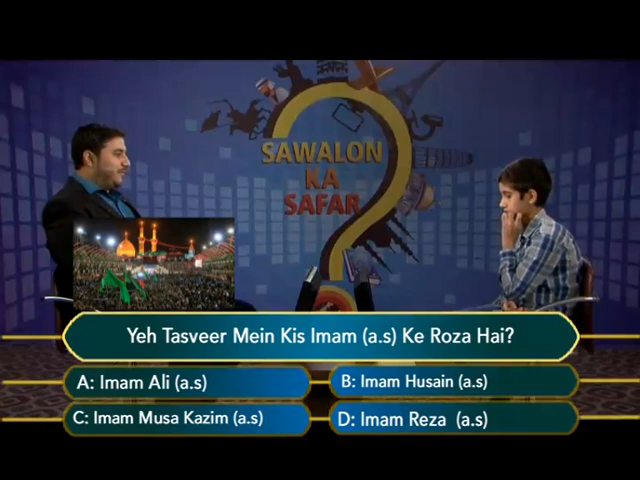 SAWALON
KA
SAFAR
Yeh Tasveer Mein Kis Imam (a.s) Ke Roza Hai?
A: Imam Ali (a.s)
B: Imam Husain (a.s)
C: Imam Musa Kazim (a.s)
D: Imam Reza (a.s)